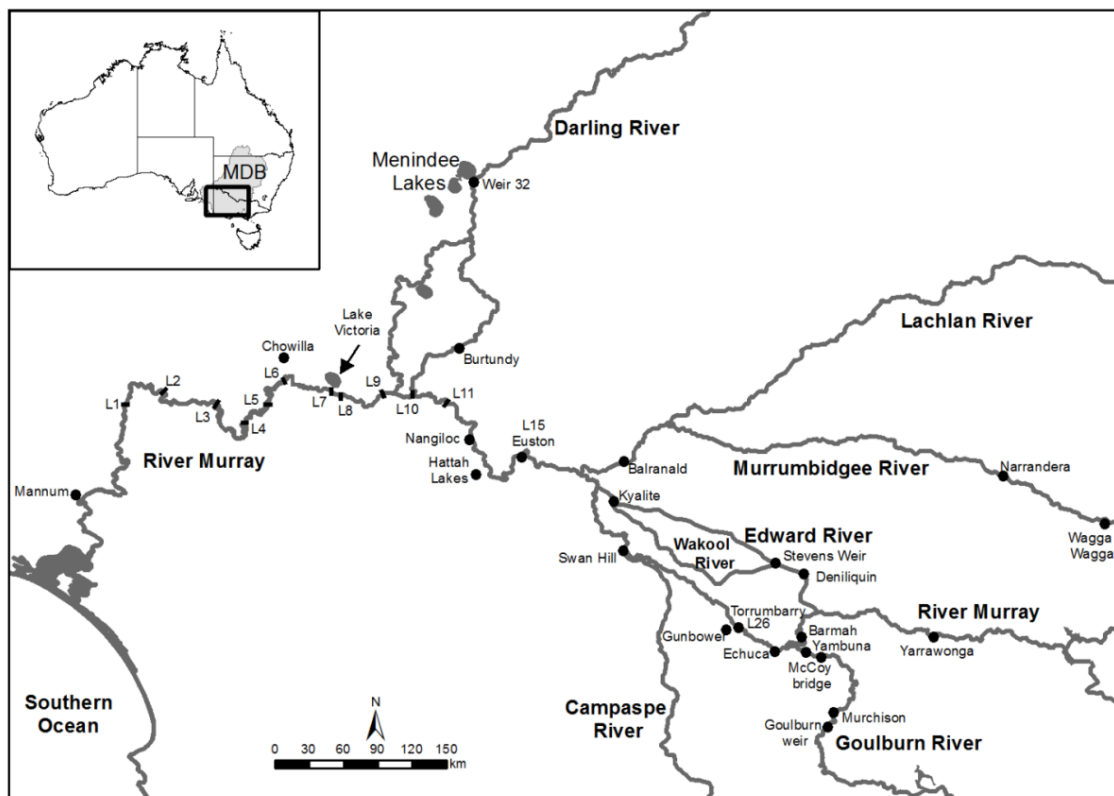 MDB
Darling River
Menindee
Lakes
Weir 32
Lachlan River
Lake
Victoria
Chowilla
Burtundy
L1
L2
L3
L4
L5
L6
L7
L8
L9
L10
L11
L15
Euston
Nangiloc
Hattah
Lakes
River Murray
Mannum
Balranald
Murrumbidgee River
Narrandera
Wagga
Wagga
Kyalite
Edward River
Wakool
River
Stevens Weir
Swan Hill
Deniliquin
Torrumbarry
L26
Gunbower
Echuca
Barmah
Yambuna
McCoy
bridge
River Murray
Yarrawonga
Southern
Ocean
Campaspe
River
Murchison
Goulburn
weir
Goulburn River
N
0 30 60 90 120 150
km